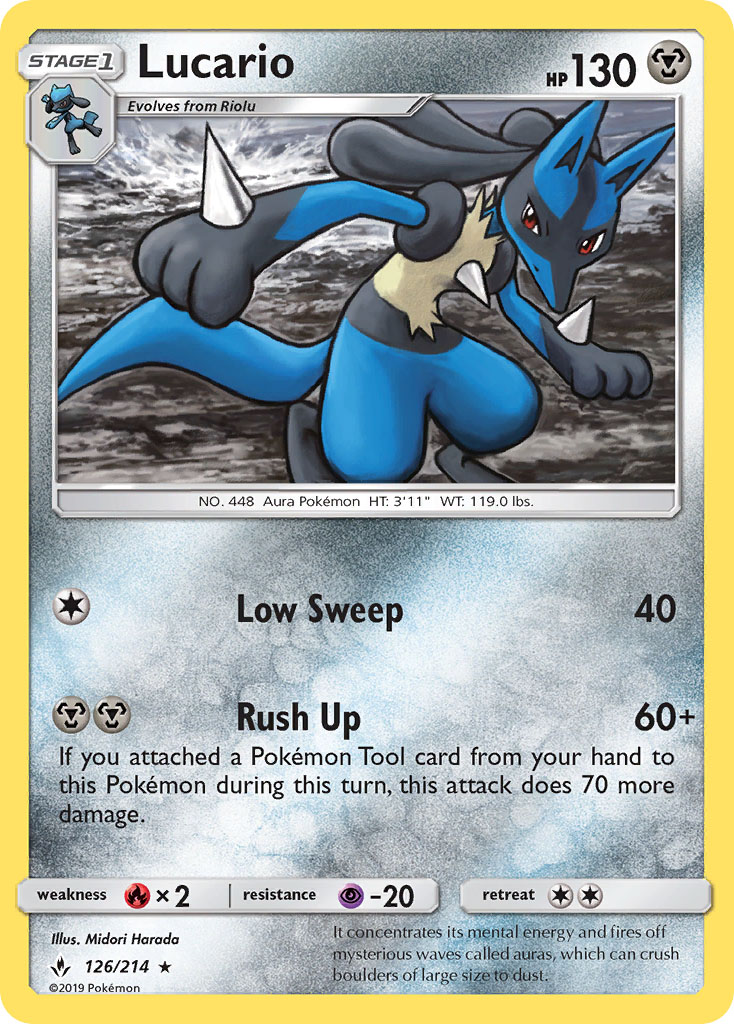 STAGE1
Lucario
HP 130
Evolves from Riolu
NO. 448 Aura Pokémon HT: 3'11" WT: 119.0 lbs.
Low Sweep 40
Rush Up 60+
If you attached a Pokémon Tool card from your hand to
this Pokémon during this turn, this attack does 70 more
damage.
weakness ×2 resistance -20 retreat
Illus. Midori Harada
126/214 ★
©2019 Pokémon
It concentrates its mental energy and fires off
mysterious waves called auras, which can crush
boulders of large size to dust.